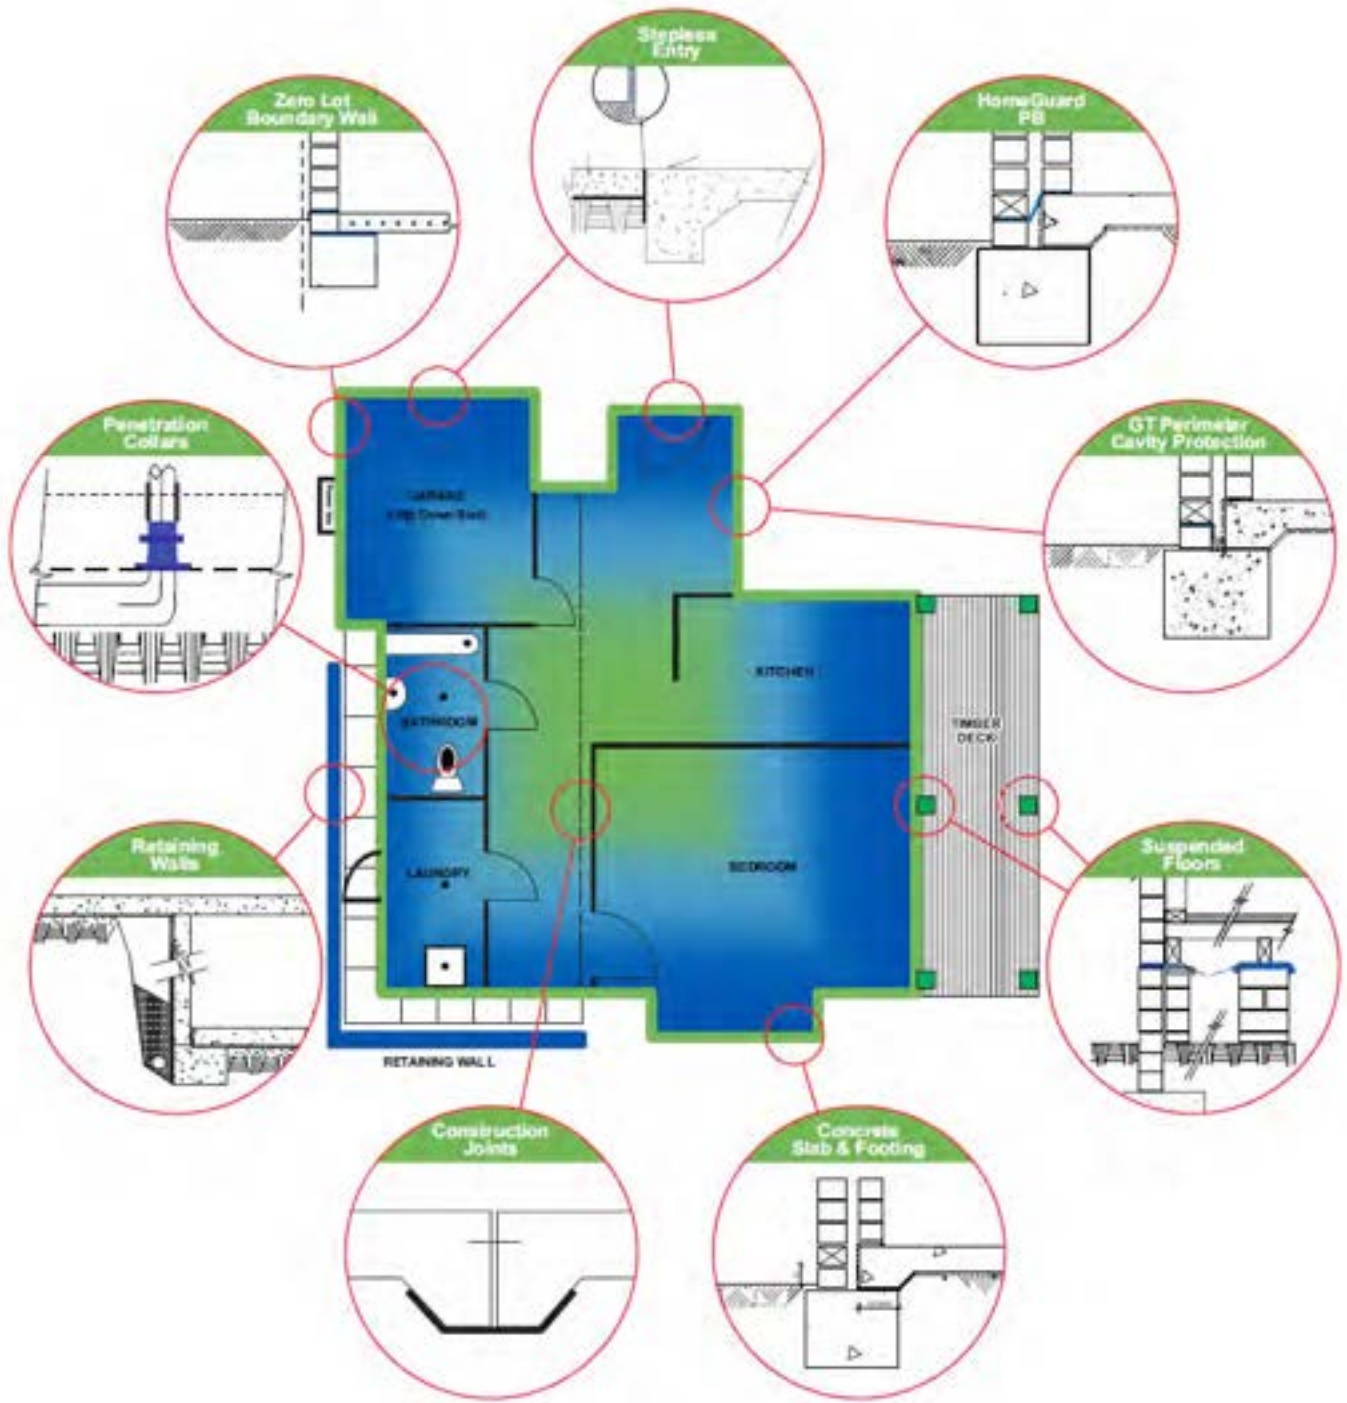 Stepless
Entry
Zero Lot
Boundary Wall
HomeGuard
PB
Penetration
Collars
GT Perimeter
Cavity Protection
GARAGE
KITCHEN
BATHROOM
TIMBER
DECK
Retaining
Walls
LAUNDRY
BEDROOM
Suspended
Floors
RETAINING WALL
Construction
Joints
Concrete
Slab & Footing